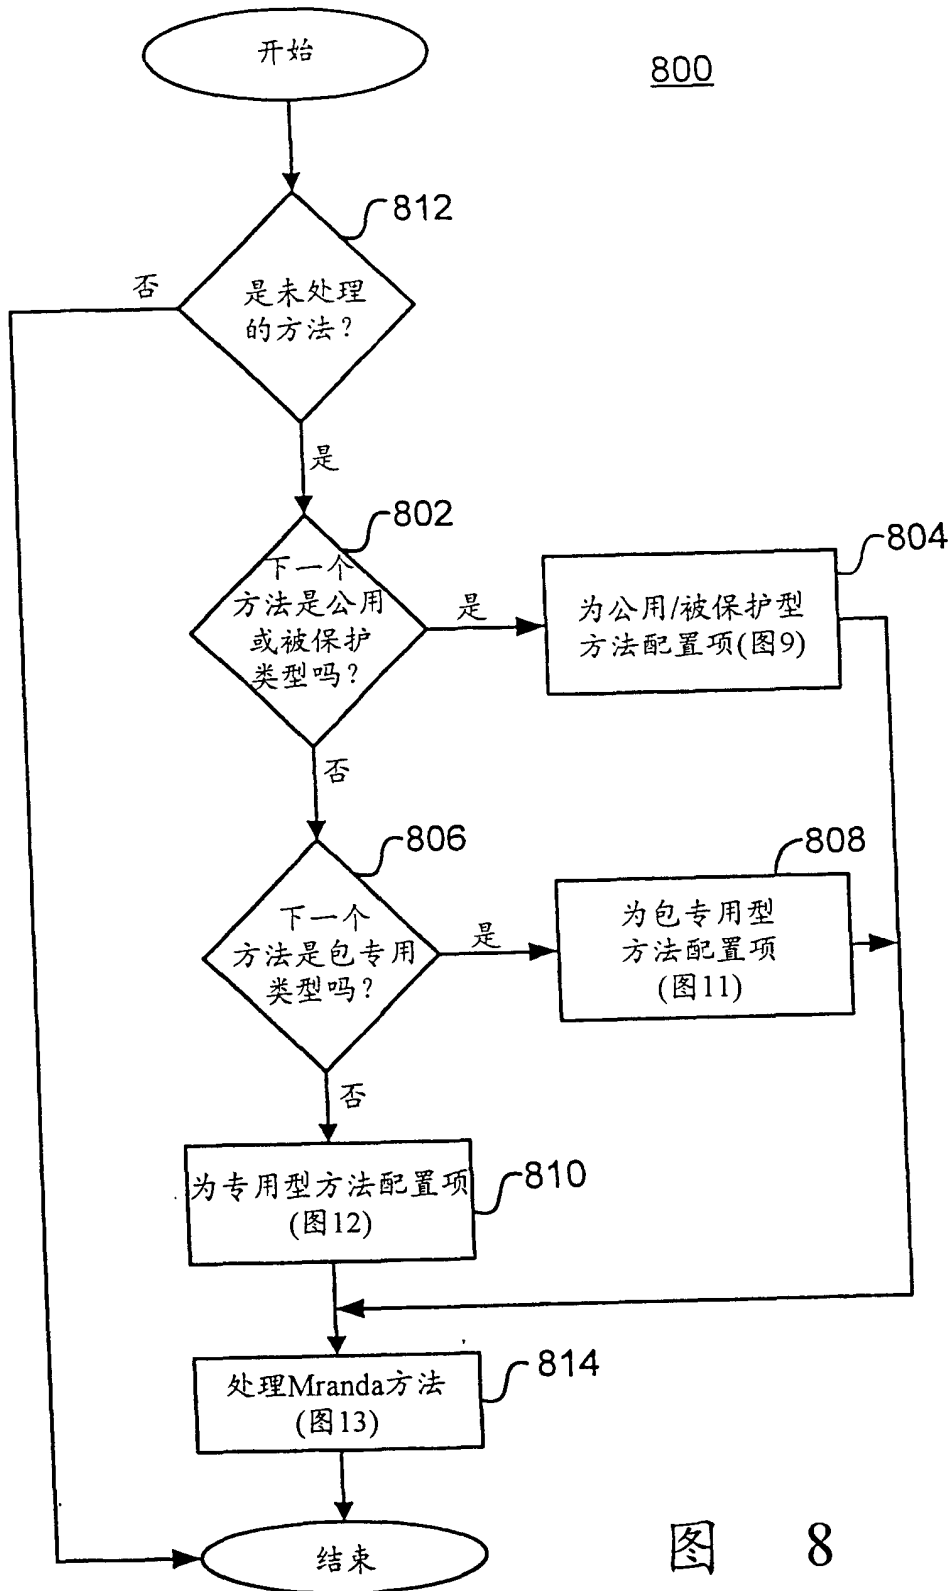 开始
800
812
否
是未处理
的方法？
是
802
下一个
方法是公用
或被保护
类型吗？
是
804
为公用/被保护型
方法配置项(图9)
否
806
下一个
方法是包专用
类型吗？
是
808
为包专用型
方法配置项
(图11)
否
为专用型方法配置项
(图12)
810
处理Mranda方法
(图13)
814
结束
图 8